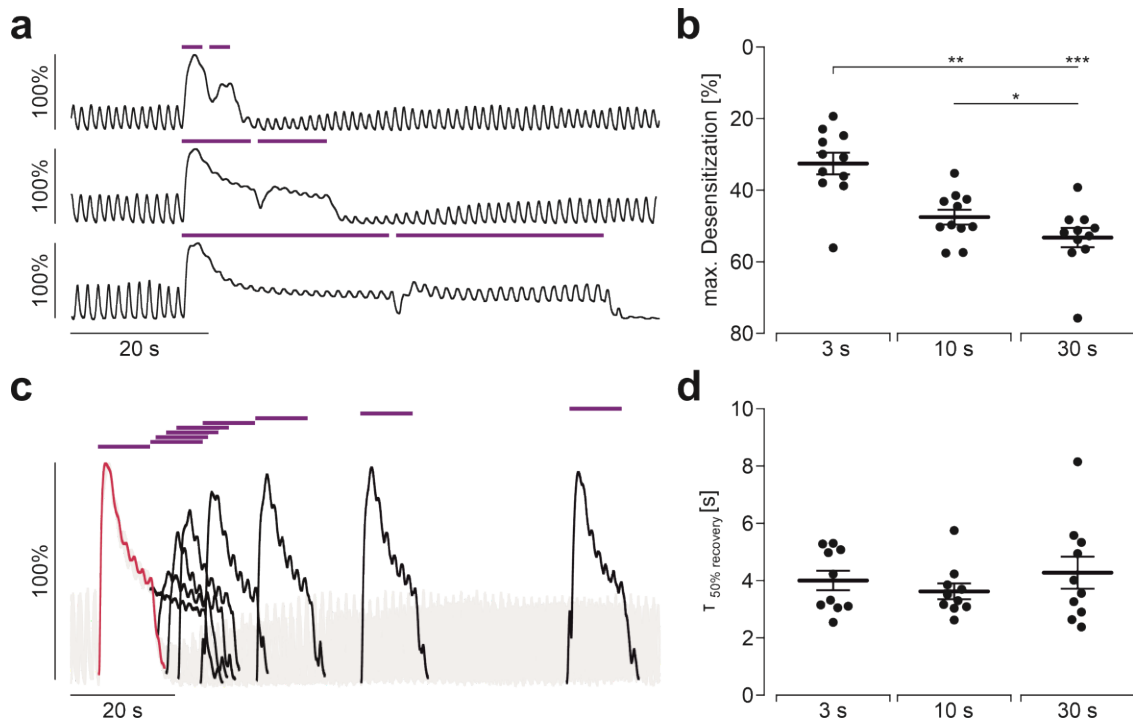 a
100%
100%
100%
20 s
b
max. Desensitization [%]
0
20
40
60
80
** ***
*
3 s 10 s 30 s
c
100%
20 s
d
τ 50% recovery [s]
10
8
6
4
2
0
3 s 10 s 30 s